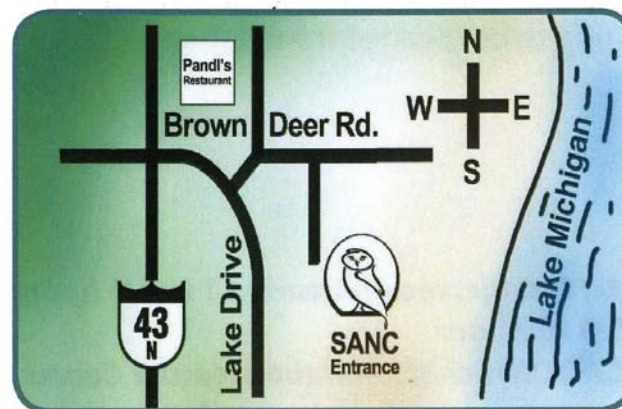 Pandl's
Restaurant
N
W E
S
Brown Deer Rd.
Lake Drive
Lake Michigan
43
N
SANC
Entrance